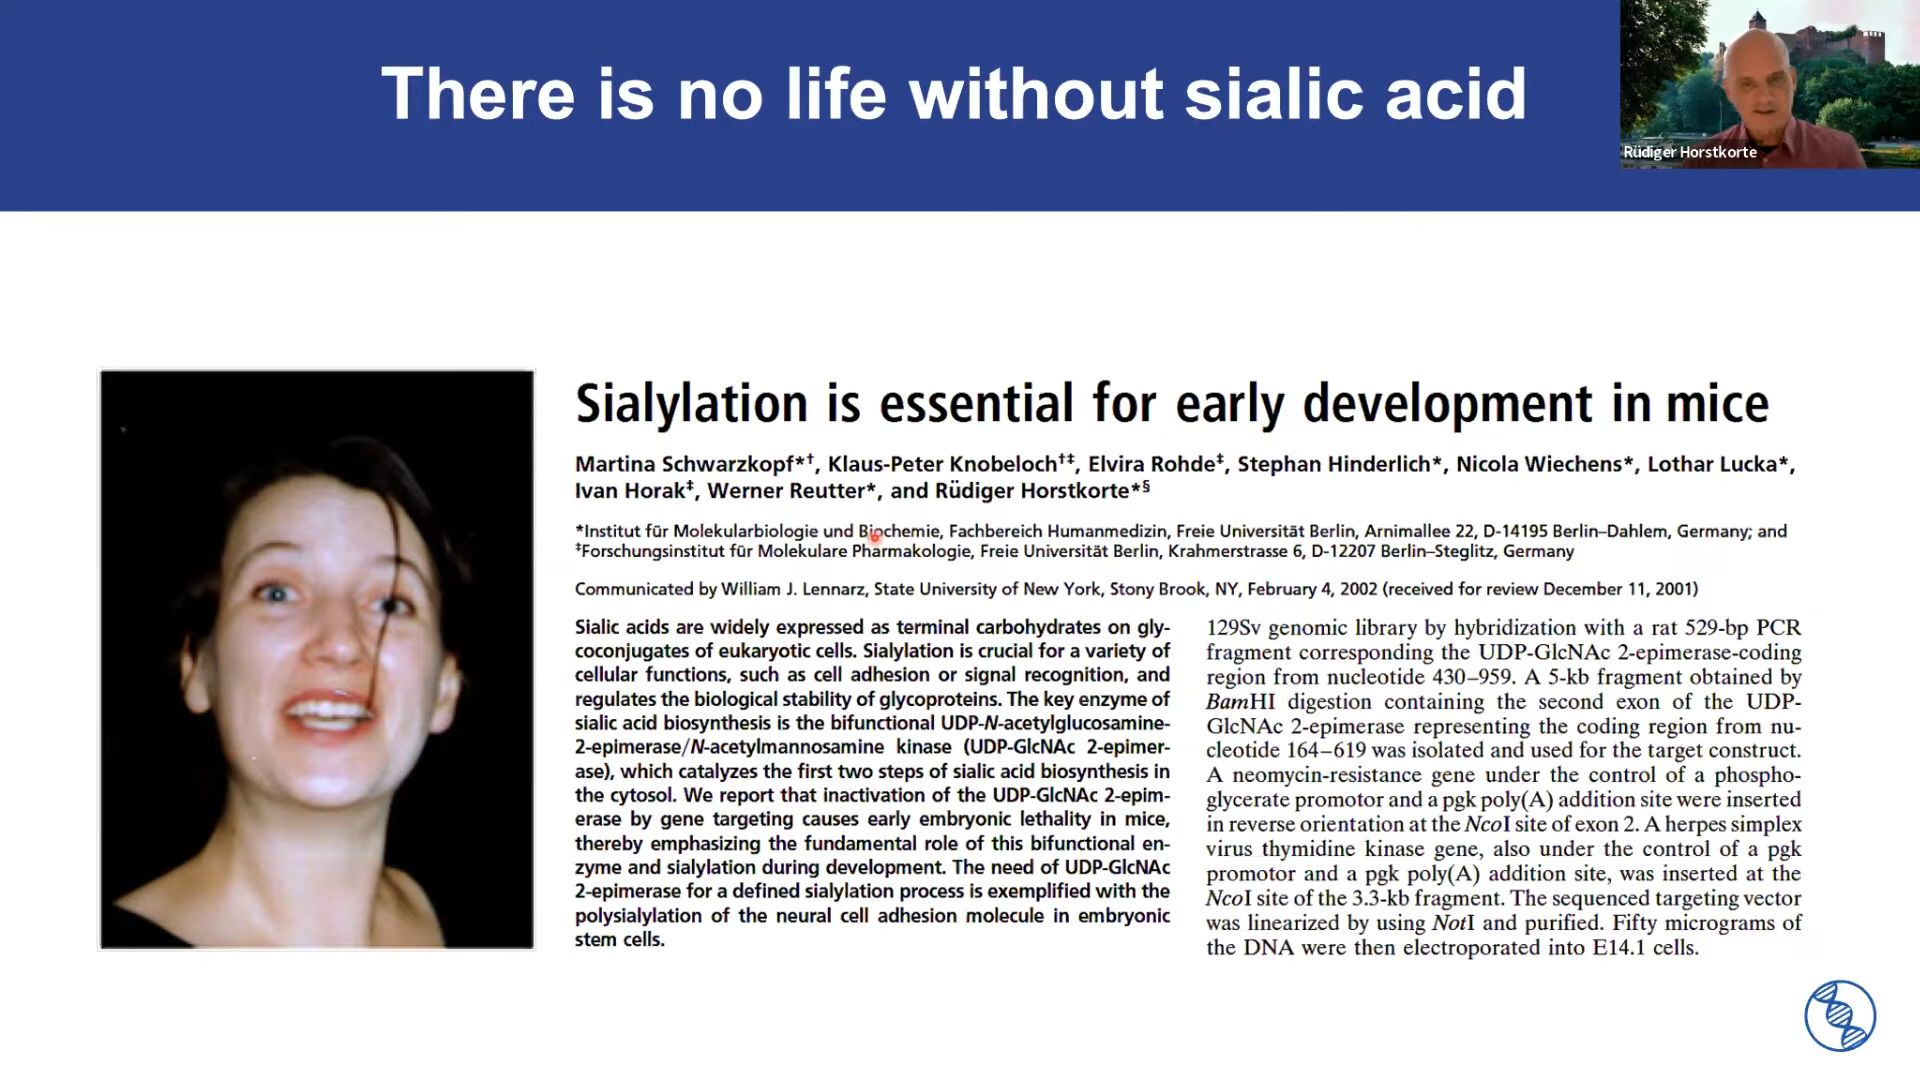 There is no life without sialic acid
Rüdiger Horstkorte
Sialylation is essential for early development in mice
Martina Schwarzkopf*†, Klaus-Peter Knobeloch†‡, Elvira Rohde‡, Stephan Hinderlich*, Nicola Wiechens*, Lothar Lucka*,
Ivan Horak‡, Werner Reutter*, and Rüdiger Horstkorte*§
*Institut für Molekularbiologie und Biochemie, Fachbereich Humanmedizin, Freie Universität Berlin, Arnimallee 22, D-14195 Berlin–Dahlem, Germany; and
‡Forschungsinstitut für Molekulare Pharmakologie, Freie Universität Berlin, Krahmerstrasse 6, D-12207 Berlin–Steglitz, Germany
Communicated by William J. Lennarz, State University of New York, Stony Brook, NY, February 4, 2002 (received for review December 11, 2001)
Sialic acids are widely expressed as terminal carbohydrates on gly-
coconjugates of eukaryotic cells. Sialylation is crucial for a variety of
cellular functions, such as cell adhesion or signal recognition, and
regulates the biological stability of glycoproteins. The key enzyme of
sialic acid biosynthesis is the bifunctional UDP-N-acetylglucosamine-
2-epimerase/N-acetylmannosamine kinase (UDP-GlcNAc 2-epimer-
ase), which catalyzes the first two steps of sialic acid biosynthesis in
the cytosol. We report that inactivation of the UDP-GlcNAc 2-epim-
erase by gene targeting causes early embryonic lethality in mice,
thereby emphasizing the fundamental role of this bifunctional en-
zyme and sialylation during development. The need of UDP-GlcNAc
2-epimerase for a defined sialylation process is exemplified with the
polysialylation of the neural cell adhesion molecule in embryonic
stem cells.
129Sv genomic library by hybridization with a rat 529-bp PCR
fragment corresponding the UDP-GlcNAc 2-epimerase-coding
region from nucleotide 430–959. A 5-kb fragment obtained by
BamHI digestion containing the second exon of the UDP-
GlcNAc 2-epimerase representing the coding region from nu-
cleotide 164–619 was isolated and used for the target construct.
A neomycin-resistance gene under the control of a phospho-
glycerate promotor and a pgk poly(A) addition site were inserted
in reverse orientation at the NcoI site of exon 2. A herpes simplex
virus thymidine kinase gene, also under the control of a pgk
promotor and a pgk poly(A) addition site, was inserted at the
NcoI site of the 3.3-kb fragment. The sequenced targeting vector
was linearized by using NotI and purified. Fifty micrograms of
the DNA were then electroporated into E14.1 cells.